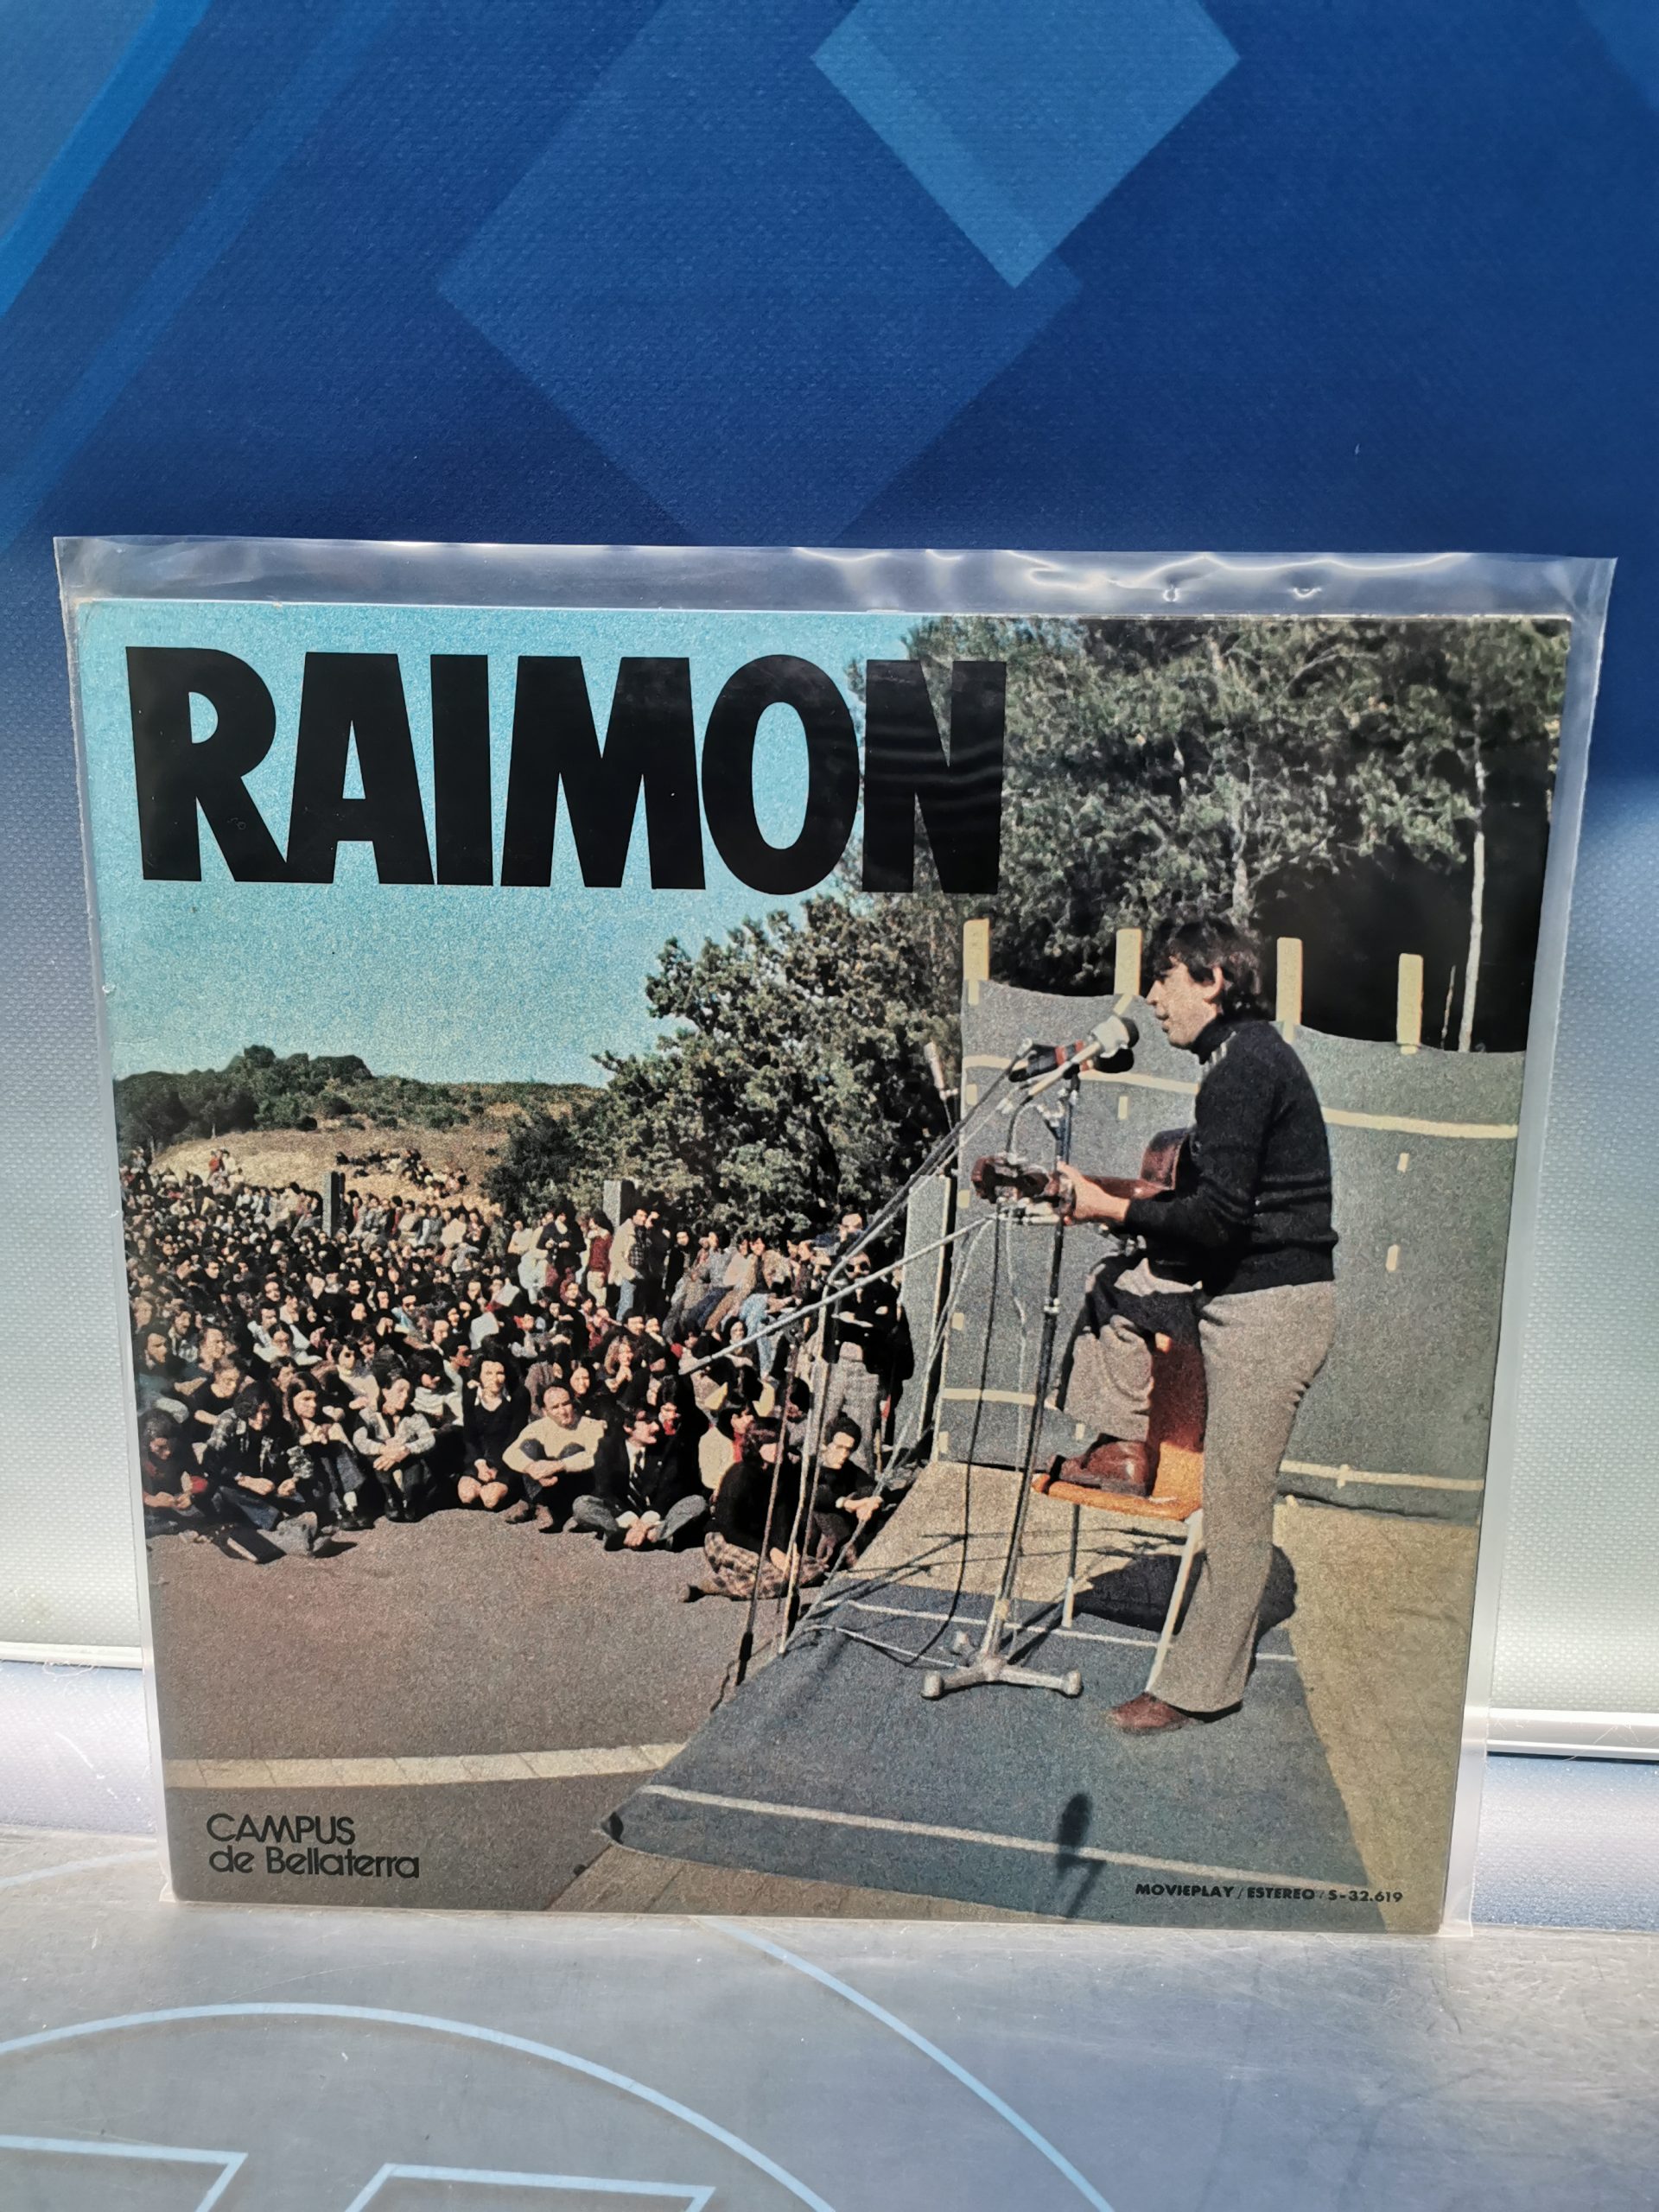 RAIMON
CAMPUS
de Bellaterra
MOVIEPLAY / ESTEREO / S-32.619